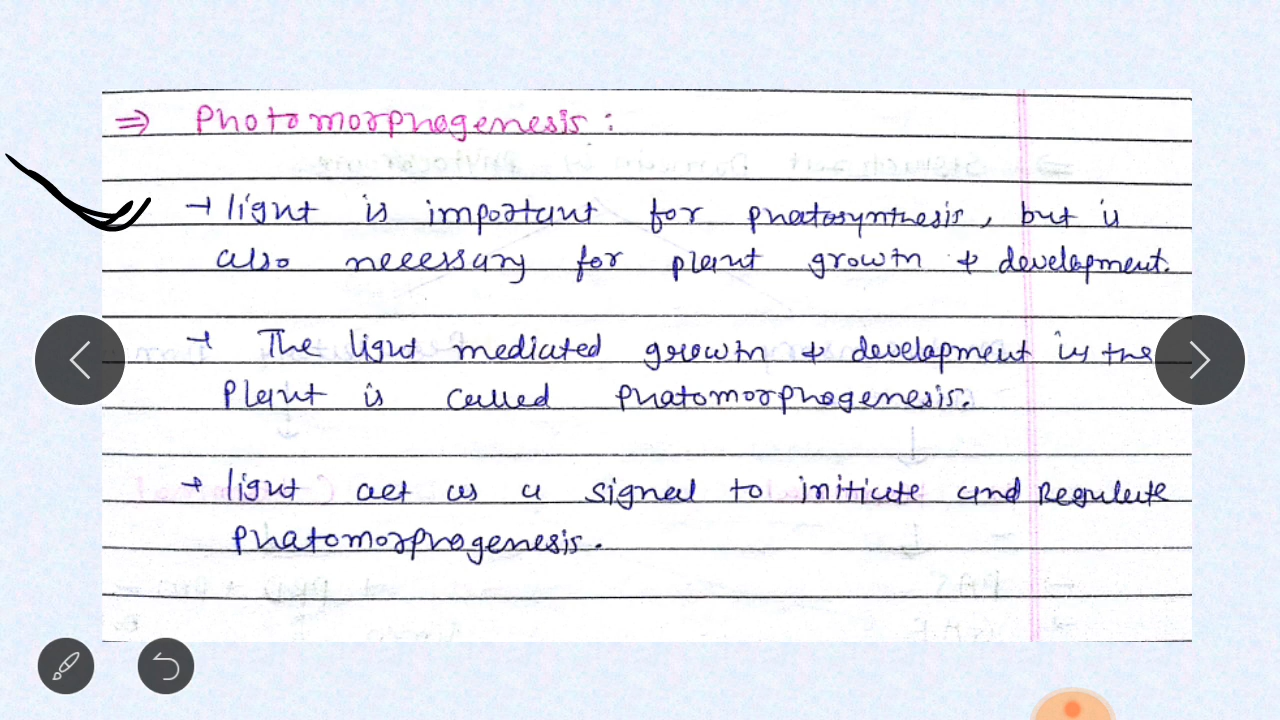 ⇒ Photomorphogenesis :
→ light is important for photosynthesis, but is
also necessary for plant growth & development.
→ The light mediated growth & development in the
Plant is called photomorphogenesis.
→ light act as a signal to initiate and Regulate
photomorphogenesis.